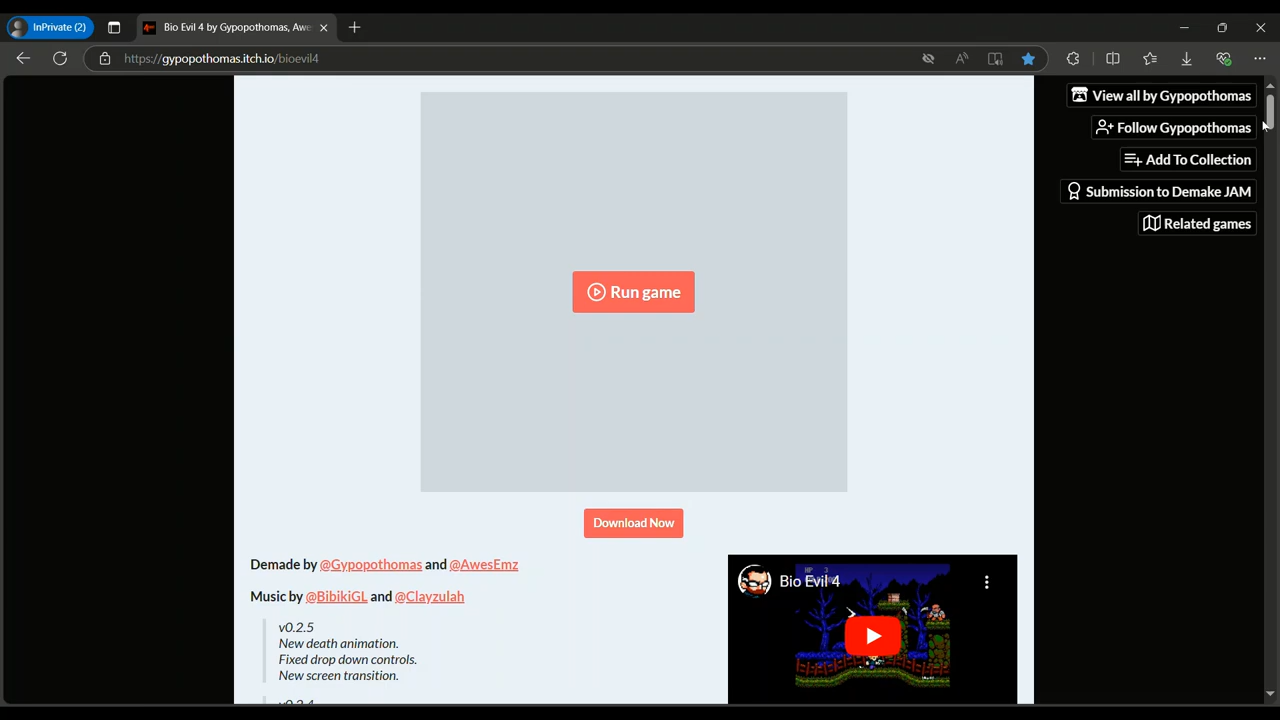 InPrivate (2)
Bio Evil 4 by Gypopothomas, Awe
https://gypopothomas.itch.io/bioevil4
View all by Gypopothomas
Follow Gypopothomas
Add To Collection
Submission to Demake JAM
Related games
Run game
Download Now
Demade by @Gypopothomas and @AwesEmz
Music by @BibikiGL and @Clayzulah
v0.2.5
New death animation.
Fixed drop down controls.
New screen transition.
Bio Evil 4
HP 3